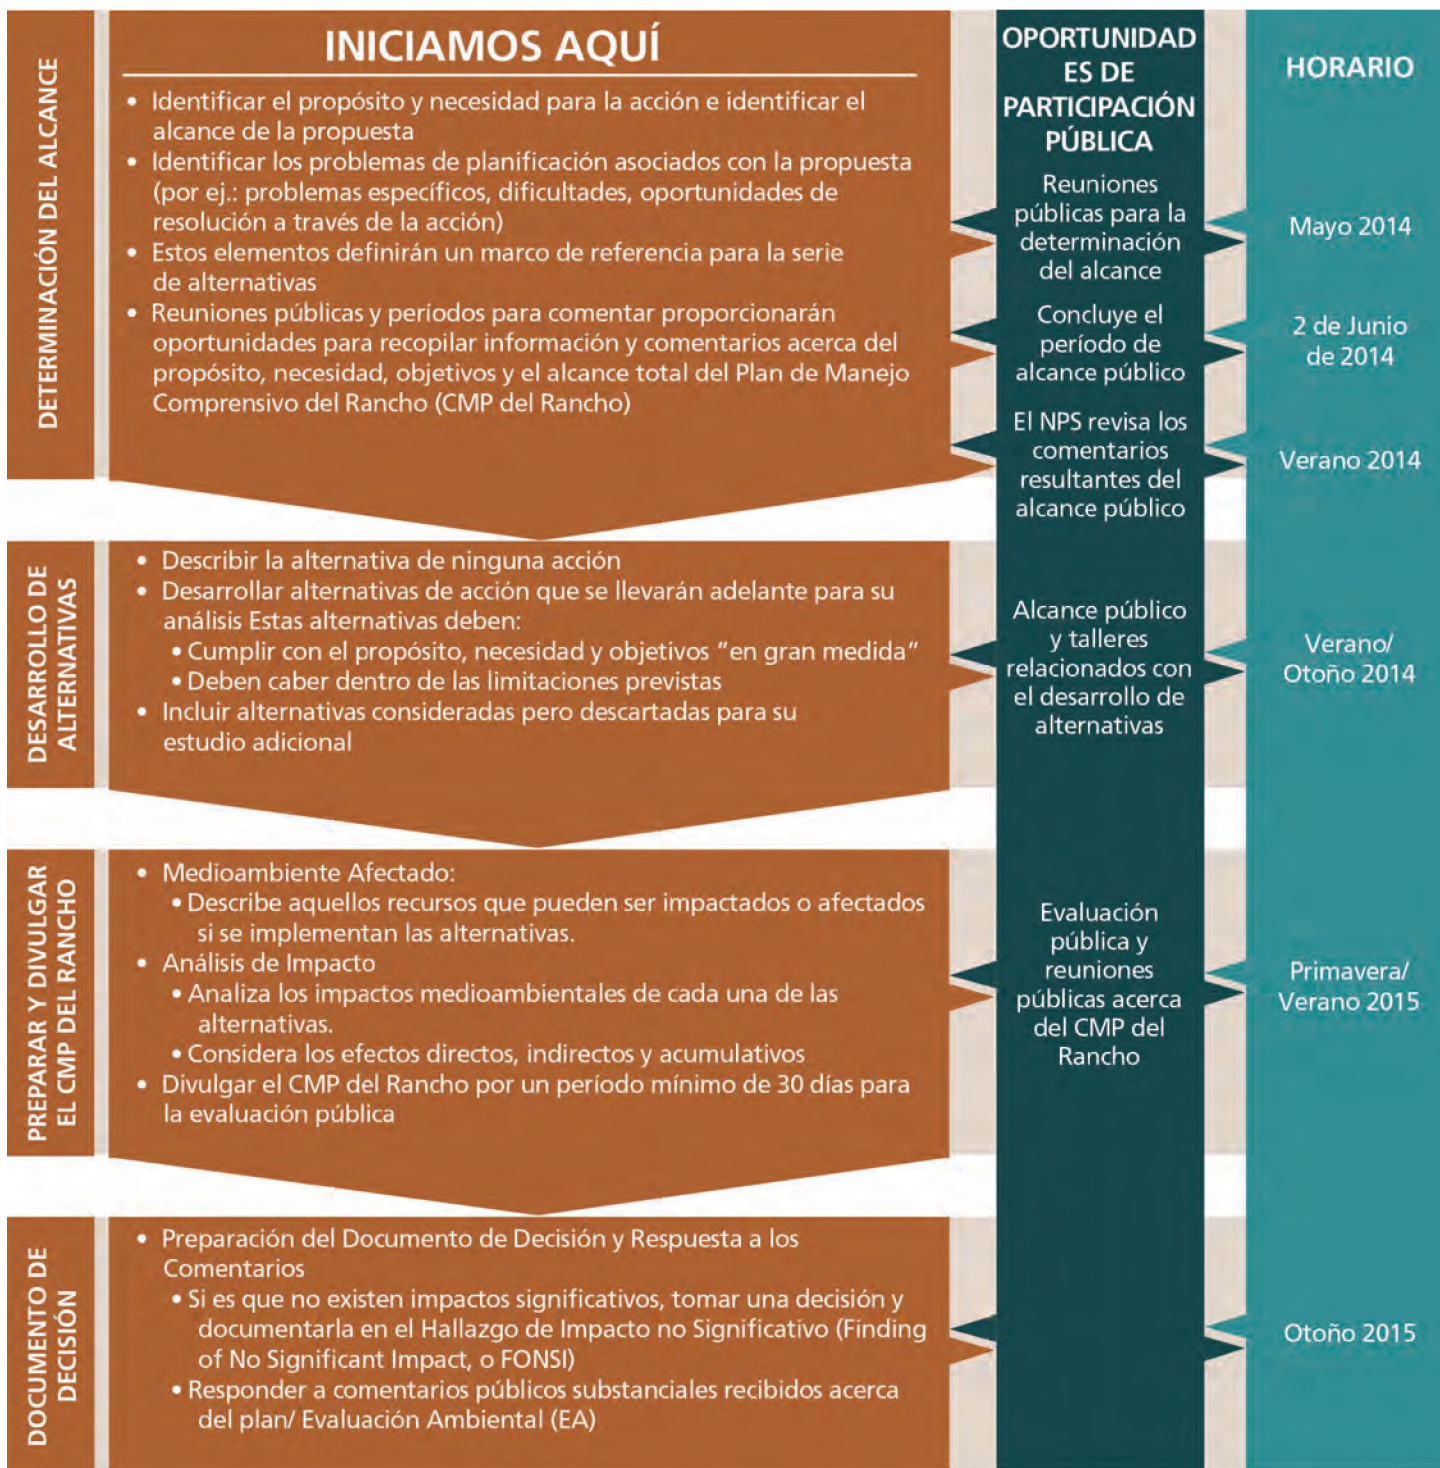 DETERMINACIÓN DEL ALCANCE
INICIAMOS AQUÍ
• Identificar el propósito y necesidad para la acción e identificar el
alcance de la propuesta
• Identificar los problemas de planificación asociados con la propuesta
(por ej.: problemas específicos, dificultades, oportunidades de
resolución a través de la acción)
• Estos elementos definirán un marco de referencia para la serie
de alternativas
• Reuniones públicas y períodos para comentar proporcionarán
oportunidades para recopilar información y comentarios acerca del
propósito, necesidad, objetivos y el alcance total del Plan de Manejo
Comprensivo del Rancho (CMP del Rancho)
OPORTUNIDAD
ES DE
PARTICIPACIÓN
PÚBLICA
HORARIO
Reuniones
públicas para la
determinación
del alcance
Mayo 2014
Concluye el
período de
alcance público
2 de Junio
de 2014
El NPS revisa los
comentarios
resultantes del
alcance público
Verano 2014
DESARROLLO DE
ALTERNATIVAS
• Describir la alternativa de ninguna acción
• Desarrollar alternativas de acción que se llevarán adelante para su
análisis Estas alternativas deben:
• Cumplir con el propósito, necesidad y objetivos “en gran medida”
• Deben caber dentro de las limitaciones previstas
• Incluir alternativas consideradas pero descartadas para su
estudio adicional
Alcance público
y talleres
relacionados con
el desarrollo de
alternativas
Verano/
Otoño 2014
PREPARAR Y DIVULGAR
EL CMP DEL RANCHO
• Medioambiente Afectado:
• Describe aquellos recursos que pueden ser impactados o afectados
si se implementan las alternativas.
• Análisis de Impacto
• Analiza los impactos medioambientales de cada una de las
alternativas.
• Considera los efectos directos, indirectos y acumulativos
• Divulgar el CMP del Rancho por un período mínimo de 30 días para
la evaluación pública
Evaluación
pública y
reuniones
públicas acerca
del CMP del
Rancho
Primavera/
Verano 2015
DOCUMENTO DE
DECISIÓN
• Preparación del Documento de Decisión y Respuesta a los
Comentarios
• Si es que no existen impactos significativos, tomar una decisión y
documentarla en el Hallazgo de Impacto no Significativo (Finding
of No Significant Impact, o FONSI)
• Responder a comentarios públicos substanciales recibidos acerca
del plan/ Evaluación Ambiental (EA)
Otoño 2015